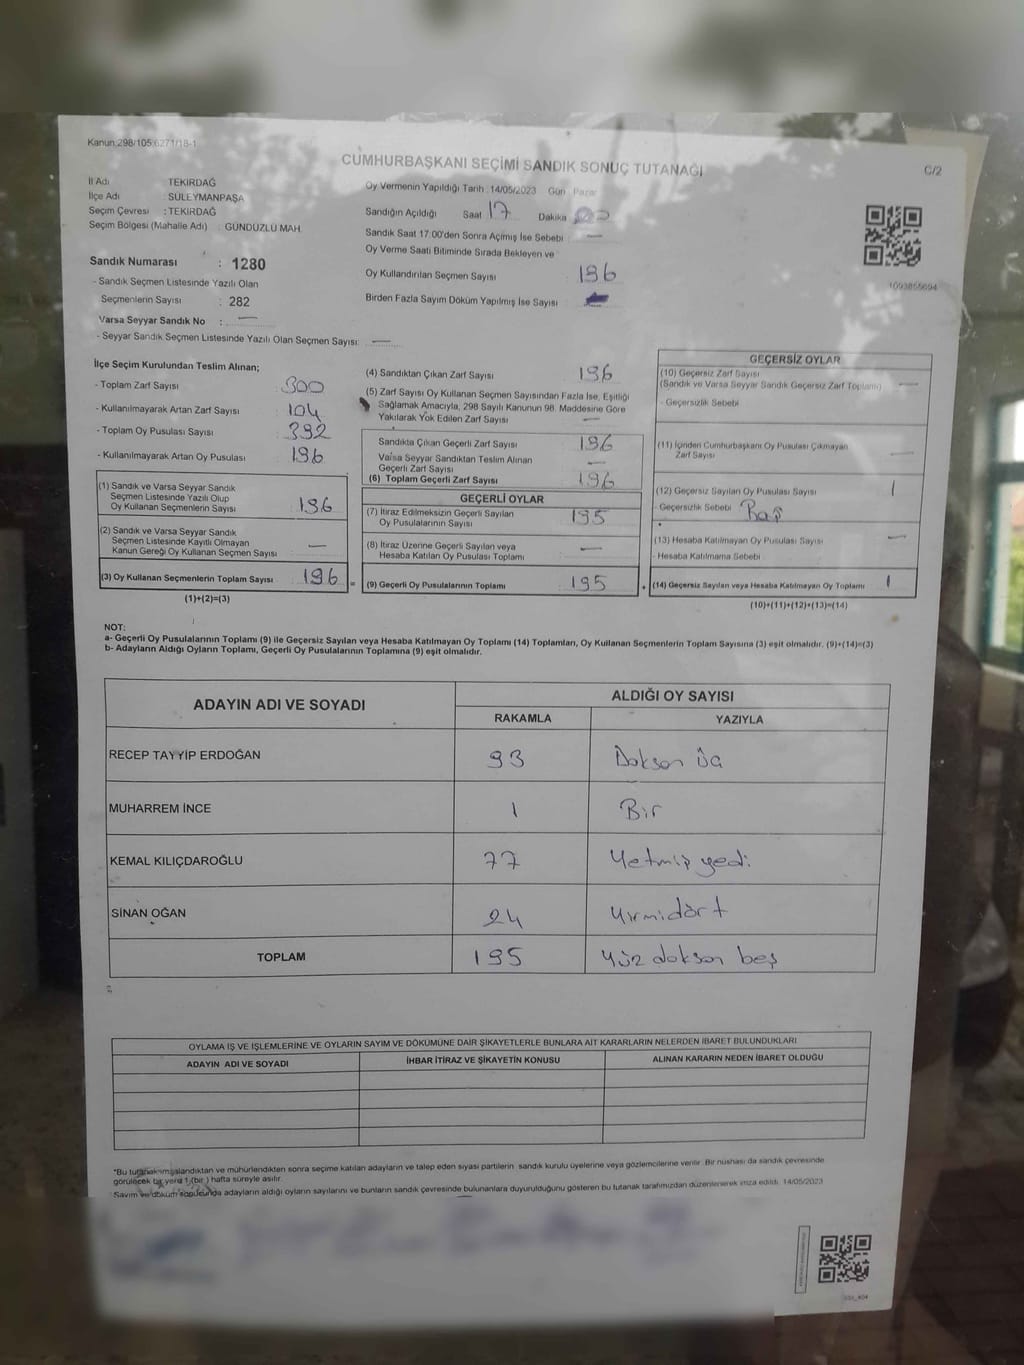 Kanun:298/105,6271/18-1
CUMHURBAŞKANI SEÇİMİ SANDIK SONUÇ TUTANAĞI
C/2
İl Adı : TEKİRDAĞ
İlçe Adı : SÜLEYMANPAŞA
Seçim Çevresi : TEKİRDAĞ
Seçim Bölgesi (Mahalle Adı) : GÜNDÜZLÜ MAH.
Oy Vermenin Yapıldığı Tarih : 14/05/2023 Gün Pazar
Sandığın Açıldığı Saat 17 Dakika
Sandık Saat 17:00'den Sonra Açılmış İse Sebebi —
Oy Verme Saati Bitiminde Sırada Bekleyen ve
Oy Kullandırılan Seçmen Sayısı 196
Birden Fazla Sayım Döküm Yapılmış İse Sayısı
1093855694
Sandık Numarası : 1280
- Sandık Seçmen Listesinde Yazılı Olan
Seçmenlerin Sayısı : 282
Varsa Seyyar Sandık No : —
- Seyyar Sandık Seçmen Listesinde Yazılı Olan Seçmen Sayısı: —
İlçe Seçim Kurulundan Teslim Alınan;
- Toplam Zarf Sayısı 300
- Kullanılmayarak Artan Zarf Sayısı 104
- Toplam Oy Pusulası Sayısı 392
- Kullanılmayarak Artan Oy Pusulası 196
(1) Sandık ve Varsa Seyyar Sandık
Seçmen Listesinde Yazılı Olup
Oy Kullanan Seçmenlerin Sayısı 196
(2) Sandık ve Varsa Seyyar Sandık
Seçmen Listesinde Kayıtlı Olmayan
Kanun Gereği Oy Kullanan Seçmen Sayısı —
(3) Oy Kullanan Seçmenlerin Toplam Sayısı 196
(1)+(2)=(3)
(4) Sandıktan Çıkan Zarf Sayısı 196
(5) Zarf Sayısı Oy Kullanan Seçmen Sayısından Fazla İse, Eşitliği
Sağlamak Amacıyla, 298 Sayılı Kanunun 98. Maddesine Göre
Yakılarak Yok Edilen Zarf Sayısı —
Sandıkta Çıkan Geçerli Zarf Sayısı 196
Varsa Seyyar Sandıktan Teslim Alınan
Geçerli Zarf Sayısı —
(6) Toplam Geçerli Zarf Sayısı 196
GEÇERLİ OYLAR
(7) İtiraz Edilmeksizin Geçerli Sayılan
Oy Pusulalarının Sayısı 195
(8) İtiraz Üzerine Geçerli Sayılan veya
Hesaba Katılan Oy Pusulası Toplamı —
(9) Geçerli Oy Pusulalarının Toplamı 195
GEÇERSİZ OYLAR
(10) Geçersiz Zarf Sayısı
(Sandık ve Varsa Seyyar Sandık Geçersiz Zarf Toplamı) —
- Geçersizlik Sebebi
(11) İçinden Cumhurbaşkanı Oy Pusulası Çıkmayan
Zarf Sayısı —
(12) Geçersiz Sayılan Oy Pusulası Sayısı 1
- Geçersizlik Sebebi Boş
(13) Hesaba Katılmayan Oy Pusulası Sayısı —
- Hesaba Katılmama Sebebi
(14) Geçersiz Sayılan veya Hesaba Katılmayan Oy Toplamı 1
(10)+(11)+(12)+(13)=(14)
NOT:
a- Geçerli Oy Pusulalarının Toplamı (9) ile Geçersiz Sayılan veya Hesaba Katılmayan Oy Toplamı (14) Toplamları, Oy Kullanan Seçmenlerin Toplam Sayısına (3) eşit olmalıdır. (9)+(14)=(3)
b- Adayların Aldığı Oyların Toplamı, Geçerli Oy Pusulalarının Toplamına (9) eşit olmalıdır.
ADAYIN ADI VE SOYADI
ALDIĞI OY SAYISI
RAKAMLA YAZIYLA
RECEP TAYYİP ERDOĞAN 93 Doksan üç
MUHARREM İNCE 1 Bir
KEMAL KILIÇDAROĞLU 77 Yetmiş yedi
SİNAN OĞAN 24 Yirmidört
TOPLAM 195 Yüz doksan beş
OYLAMA İŞ VE İŞLEMLERİNE VE OYLARIN SAYIM VE DÖKÜMÜNE DAİR ŞİKAYETLERLE BUNLARA AİT KARARLARIN NELERDEN İBARET BULUNDUKLARI
ADAYIN ADI VE SOYADI İHBAR İTİRAZ VE ŞİKAYETİN KONUSU ALINAN KARARIN NEDEN İBARET OLDUĞU
*Bu tutanak imzalandıktan ve mühürlendikten sonra seçime katılan adayların ve talep eden siyasi partilerin, sandık kurulu üyelerine veya gözlemcilerine verilir. Bir nüshası da sandık çevresinde
görülecek bir yere 1 (bir) hafta süreyle asılır.
Sayım ve döküm sonucunda adayların aldığı oyların sayılarını ve bunların sandık çevresinde bulunanlara duyurulduğunu gösteren bu tutanak tarafımızdan düzenlenerek imza edildi. 14/05/2023